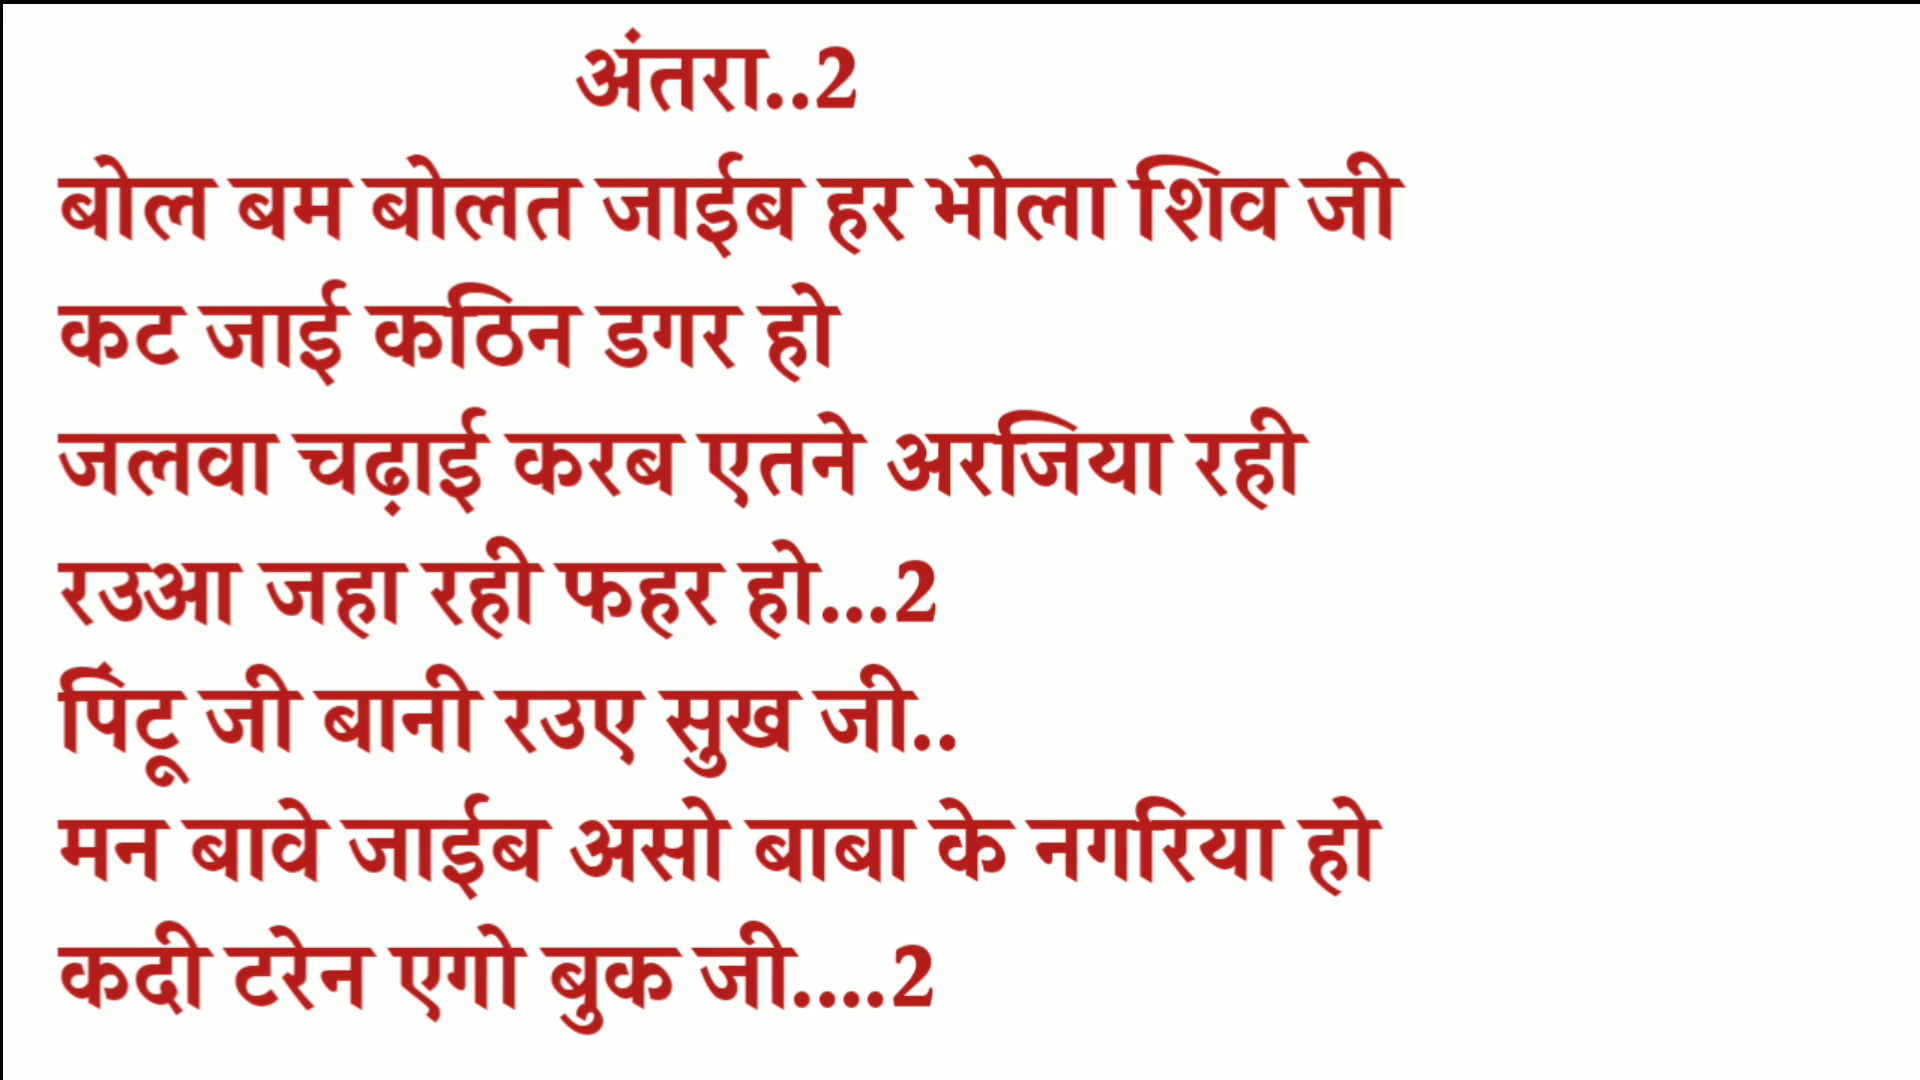 अंतरा..2
बोल बम बोलत जाईब हर भोला शिव जी
कट जाई कठिन डगर हो
जलवा चढ़ाई करब एतने अरजिया रही
रउआ जहा रही फहर हो...2
पिंटू जी बानी रउए सुख जी..
मन बावे जाईब असो बाबा के नगरिया हो
कदी टरेन एगो बुक जी....2